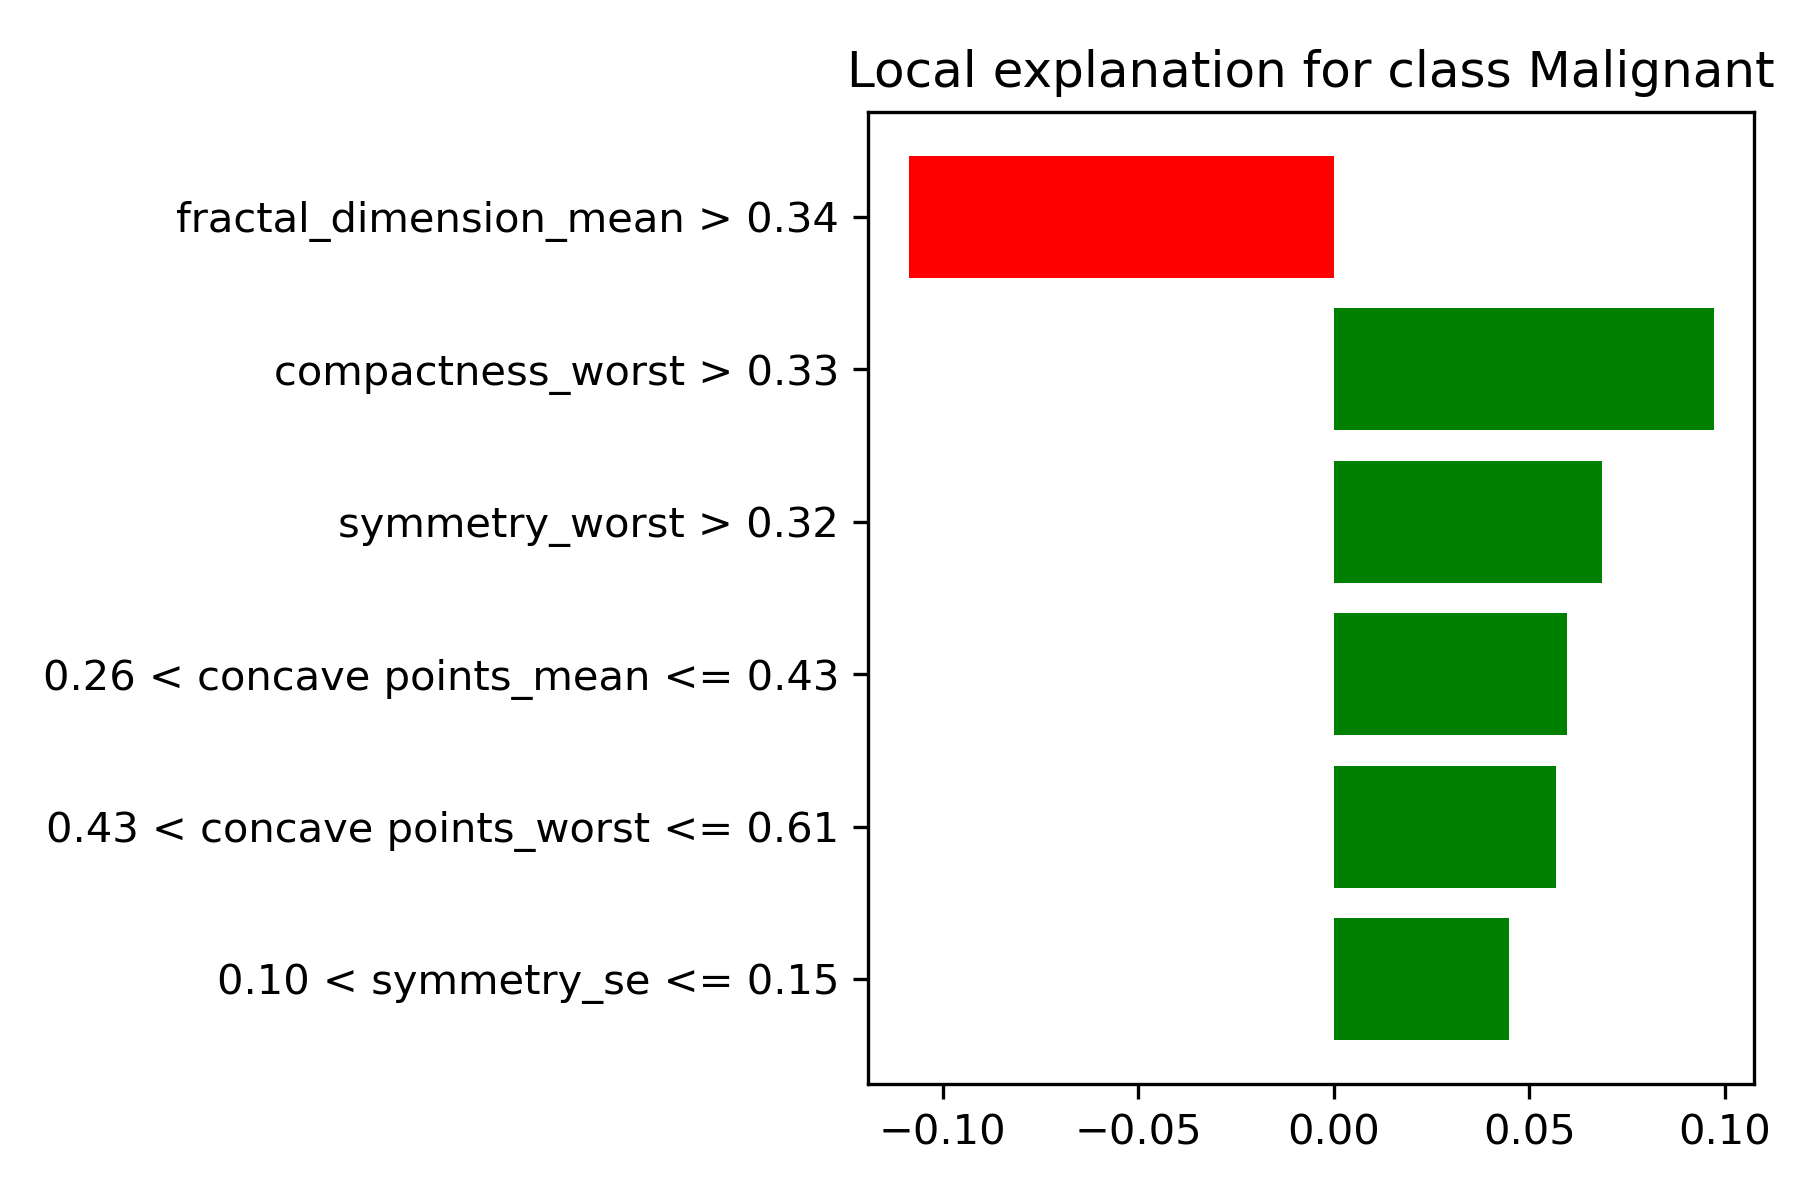 Local explanation for class Malignant
fractal_dimension_mean > 0.34
compactness_worst > 0.33
symmetry_worst > 0.32
0.26 < concave points_mean <= 0.43
0.43 < concave points_worst <= 0.61
0.10 < symmetry_se <= 0.15
−0.10 −0.05 0.00 0.05 0.10